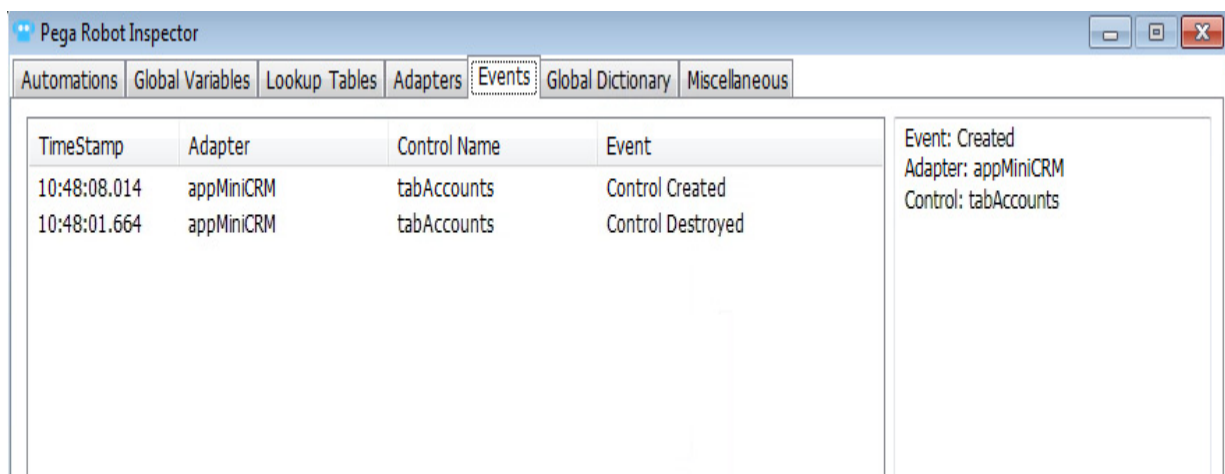 Pega Robot Inspector
Automations Global Variables Lookup Tables Adapters Events Global Dictionary Miscellaneous
TimeStamp Adapter Control Name Event
10:48:08.014 appMiniCRM tabAccounts Control Created
10:48:01.664 appMiniCRM tabAccounts Control Destroyed
Event: Created
Adapter: appMiniCRM
Control: tabAccounts